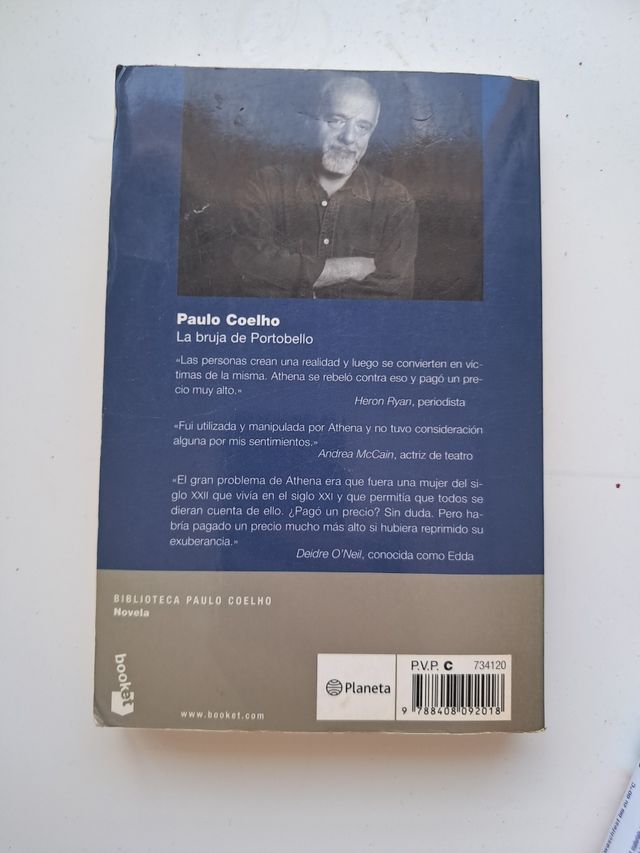 Paulo Coelho
La bruja de Portobello
«Las personas crean una realidad y luego se convierten en víc-
timas de la misma. Athena se rebeló contra eso y pagó un pre-
cio muy alto.»
Heron Ryan, periodista
«Fui utilizada y manipulada por Athena y no tuvo consideración
alguna por mis sentimientos.»
Andrea McCain, actriz de teatro
«El gran problema de Athena era que fuera una mujer del si-
glo XXII que vivía en el siglo XXI y que permitía que todos se
dieran cuenta de ello. ¿Pagó un precio? Sin duda. Pero ha-
bría pagado un precio mucho más alto si hubiera reprimido su
exuberancia.»
Deidre O'Neil, conocida como Edda
BIBLIOTECA PAULO COELHO
Novela
booket
www.booket.com
Planeta
P.V.P. C 734120
9 788408 092018